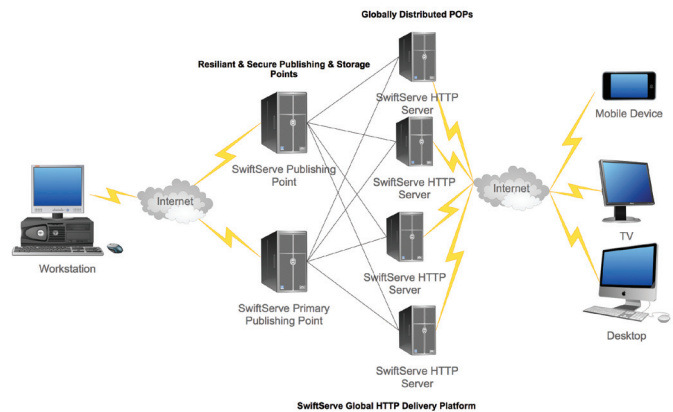 Globally Distributed POPs
Resiliant & Secure Publishing & Storage
Points
SwiftServe HTTP
Server
Mobile Device
SwiftServe Publishing
Point
SwiftServe HTTP
Server
Internet
Internet
Workstation
TV
SwiftServe HTTP
Server
SwiftServe Primary
Publishing Point
Desktop
SwiftServe HTTP
Server
SwiftServe Global HTTP Delivery Platform